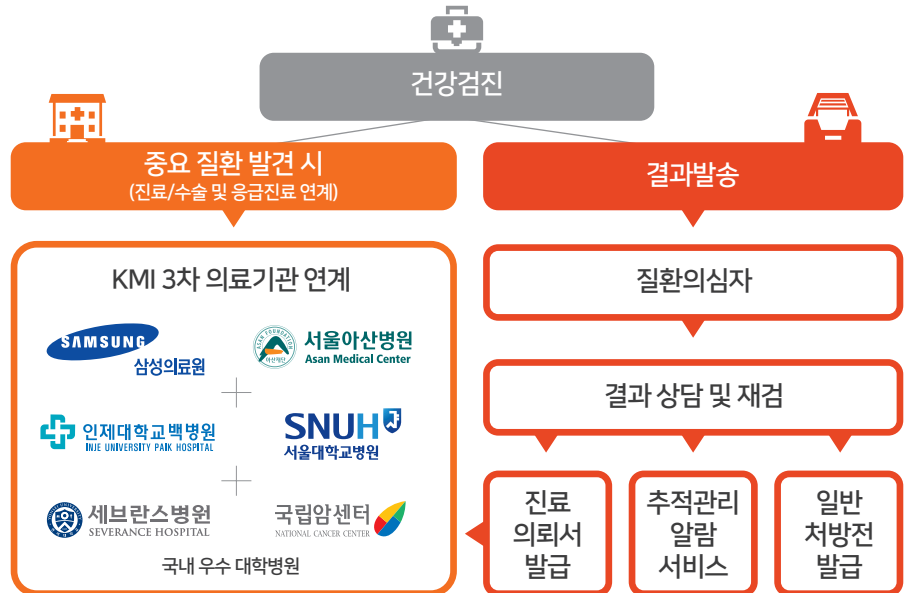 건강검진
중요 질환 발견 시
(진료/수술 및 응급진료 연계)
KMI 3차 의료기관 연계
SAMSUNG
삼성의료원
ASAN FOUNDATION
아산재단
서울아산병원
Asan Medical Center
인제대학교백병원
INJE UNIVERSITY PAIK HOSPITAL
SNUH
서울대학교병원
세브란스병원
SEVERANCE HOSPITAL
국립암센터
NATIONAL CANCER CENTER
국내 우수 대학병원
결과발송
질환의심자
결과 상담 및 재검
진료
의뢰서
발급
추적관리
알람
서비스
일반
처방전
발급